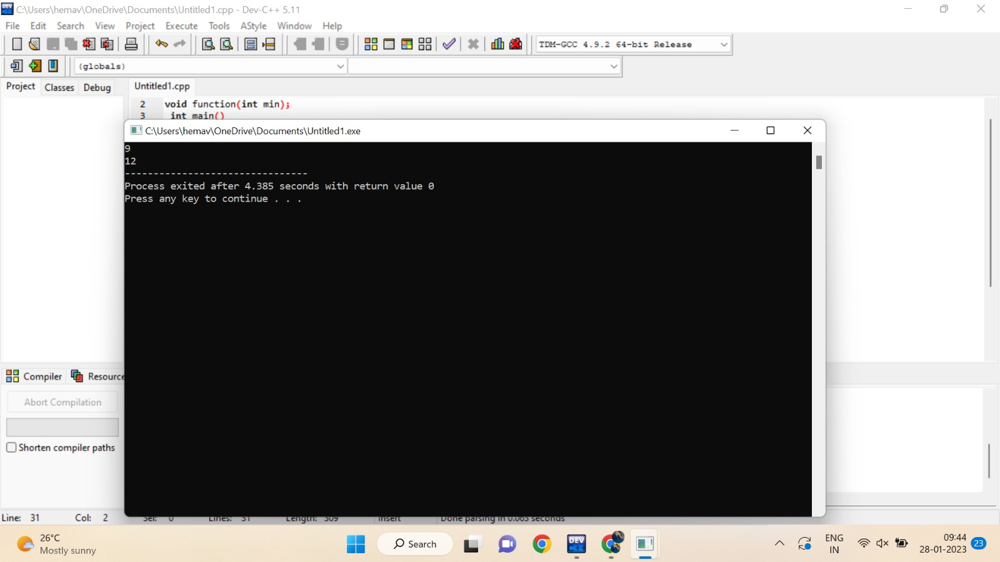 C:\Users\hemav\OneDrive\Documents\Untitled1.cpp - Dev-C++ 5.11
File Edit Search View Project Execute Tools AStyle Window Help
TDM-GCC 4.9.2 64-bit Release
(globals)
Project Classes Debug Untitled1.cpp
2 void function(int min);
3 int main()
C:\Users\hemav\OneDrive\Documents\Untitled1.exe
9
12
--------------------------------
Process exited after 4.385 seconds with return value 0
Press any key to continue . . .
Compiler Resource
Abort Compilation
Shorten compiler paths
Line: 31 Col: 2 Sel: 0 Lines: 31 Length: 509 Insert Done parsing in 0.063 seconds
26°C
Mostly sunny
Search
DEV
C++
ENG
IN
09:44
28-01-2023
23